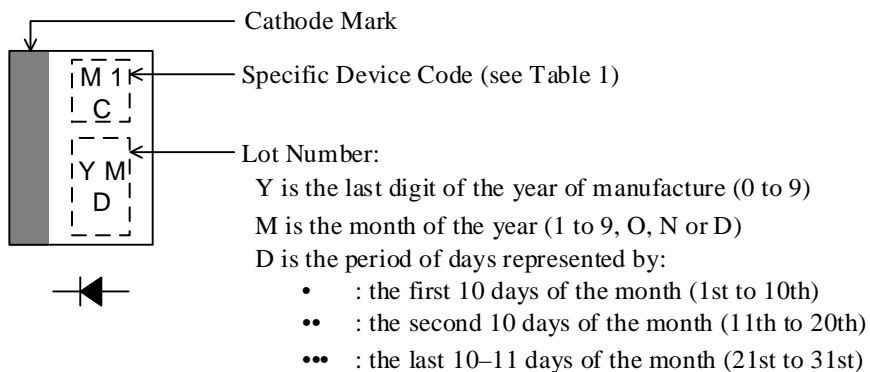 Cathode Mark
M 1
C
Specific Device Code (see Table 1)
Lot Number:
Y M
D
Y is the last digit of the year of manufacture (0 to 9)
M is the month of the year (1 to 9, O, N or D)
D is the period of days represented by:
• : the first 10 days of the month (1st to 10th)
•• : the second 10 days of the month (11th to 20th)
••• : the last 10–11 days of the month (21st to 31st)